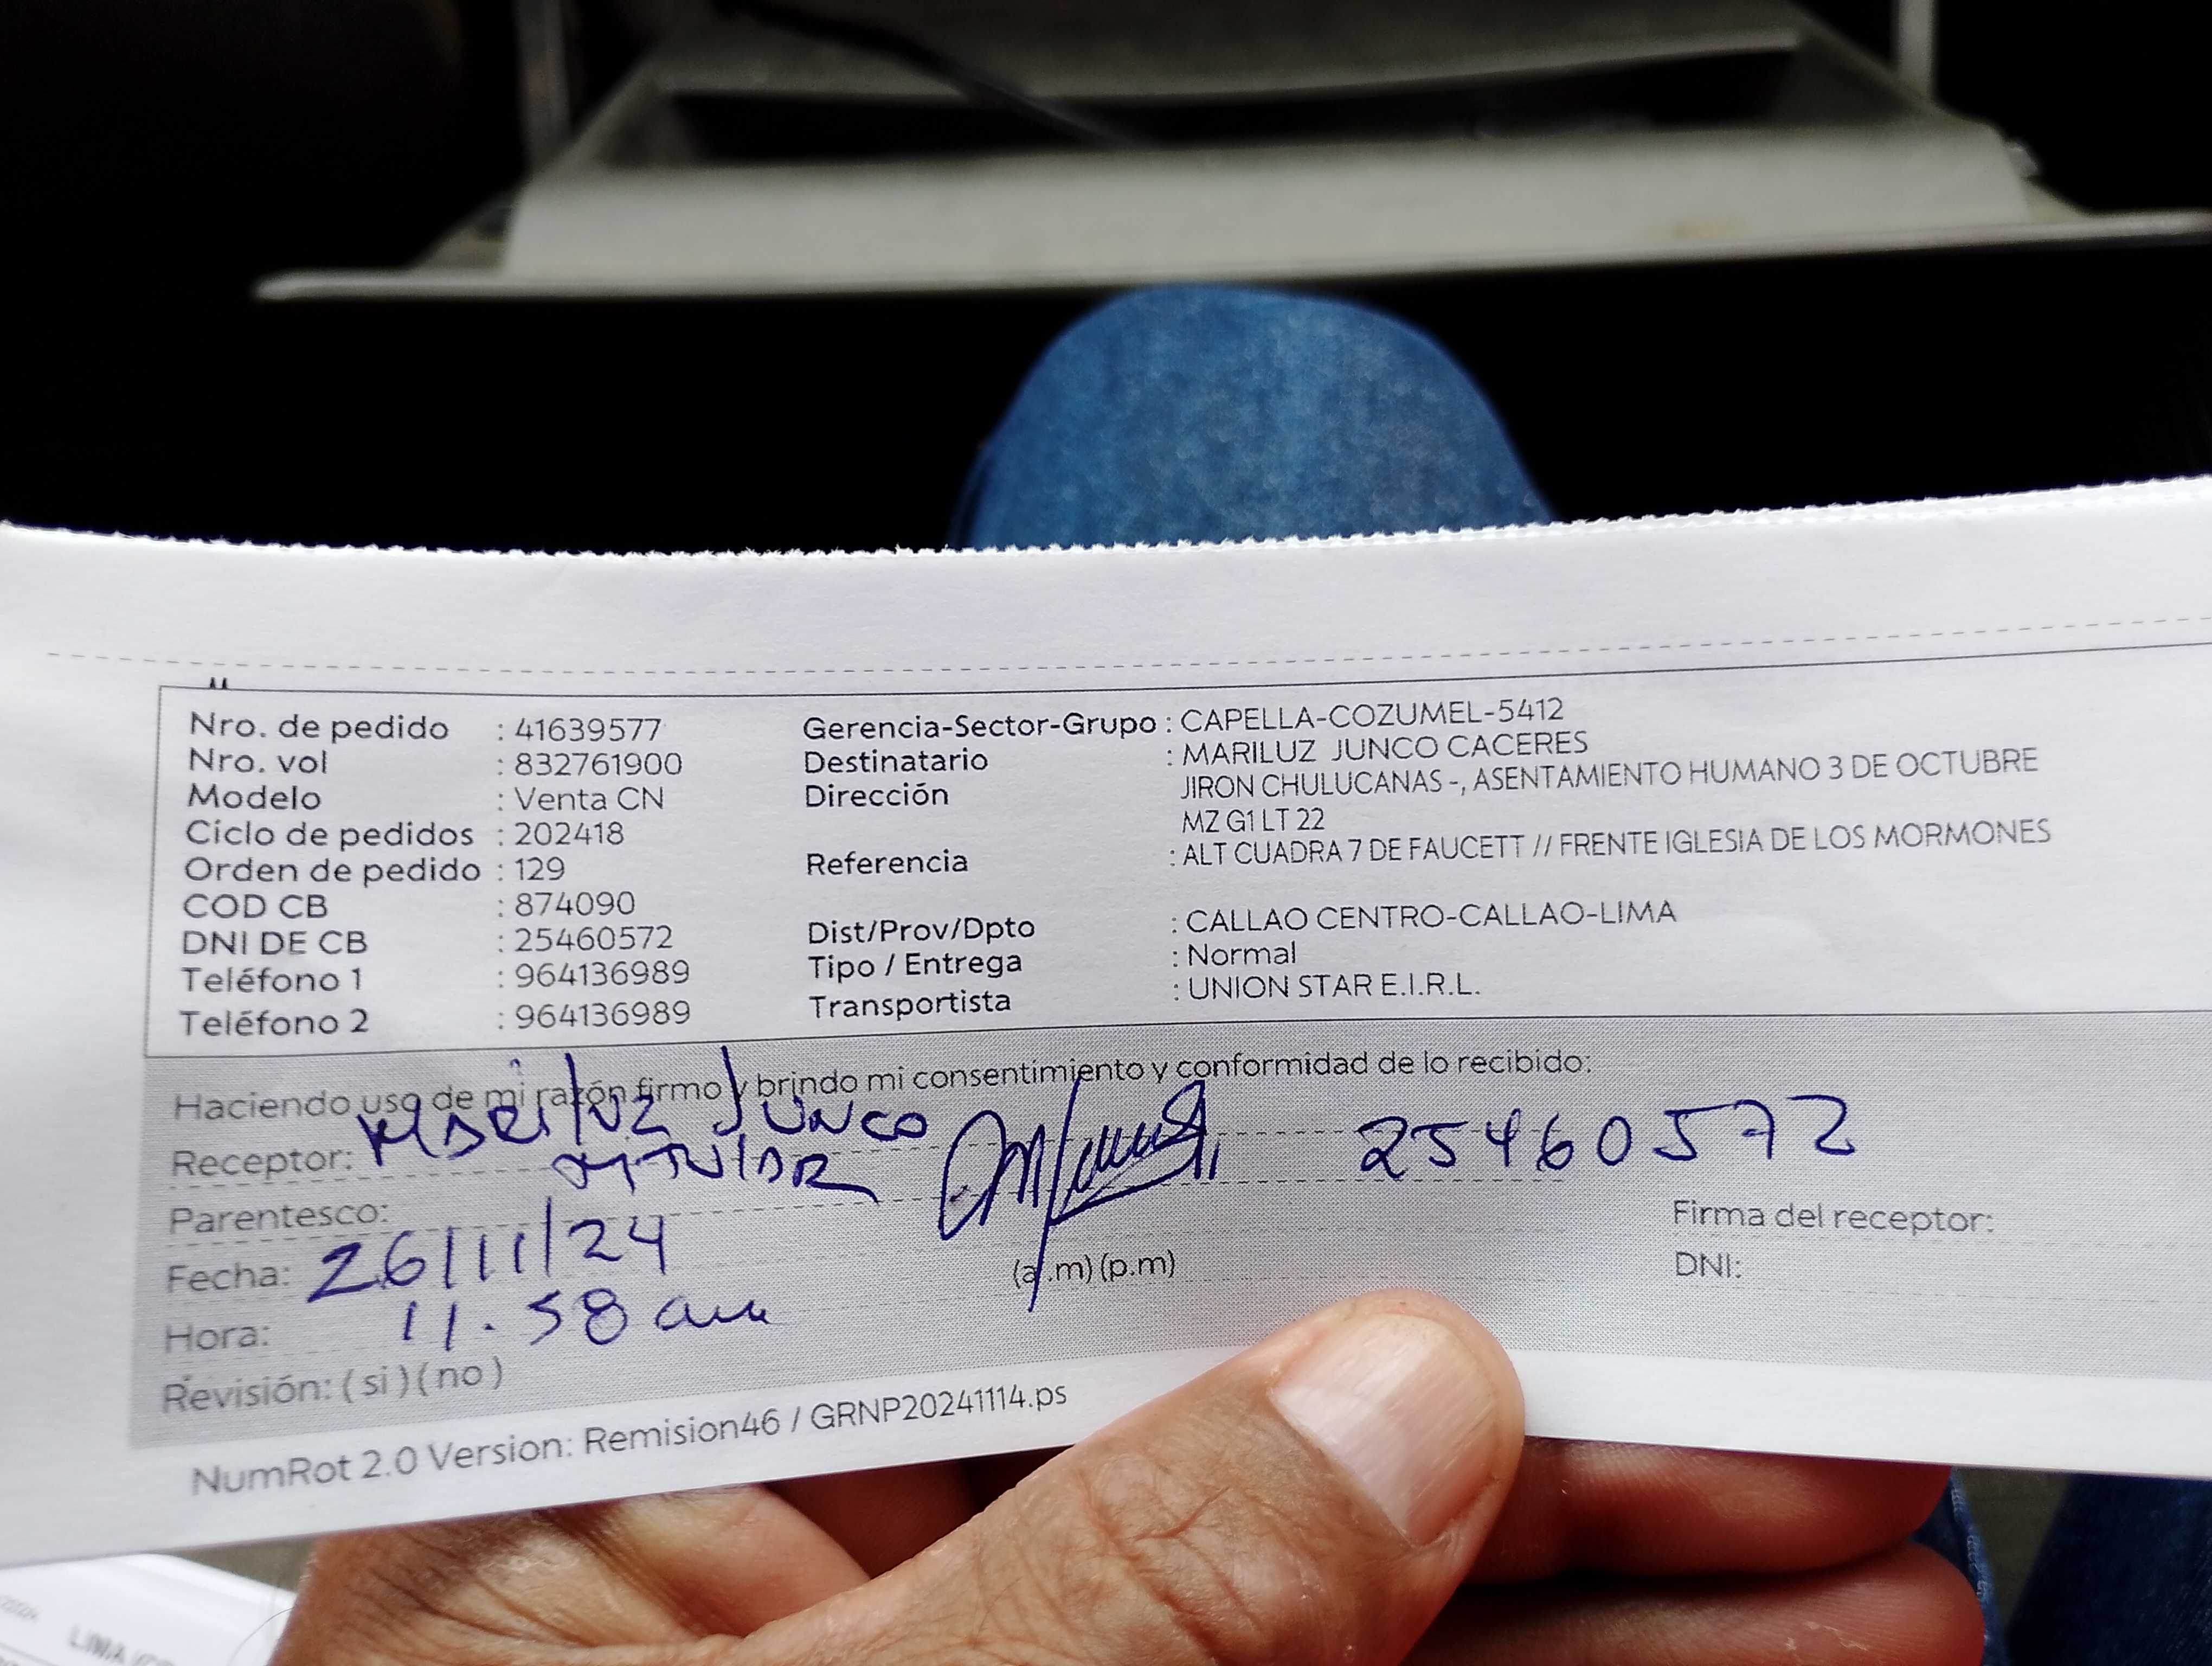 Nro. de pedido : 41639577
Nro. vol : 832761900
Modelo : Venta CN
Ciclo de pedidos : 202418
Orden de pedido : 129
COD CB : 874090
DNI DE CB : 25460572
Teléfono 1 : 964136989
Teléfono 2 : 964136989
Gerencia-Sector-Grupo : CAPELLA-COZUMEL-5412
Destinatario : MARILUZ JUNCO CACERES
Dirección JIRON CHULUCANAS -, ASENTAMIENTO HUMANO 3 DE OCTUBRE
MZ G1 LT 22
Referencia : ALT CUADRA 7 DE FAUCETT // FRENTE IGLESIA DE LOS MORMONES
Dist/Prov/Dpto : CALLAO CENTRO-CALLAO-LIMA
Tipo / Entrega : Normal
Transportista : UNION STAR E.I.R.L.
Haciendo uso de mi razón firmo y brindo mi consentimiento y conformidad de lo recibido:
Receptor: MARiluz JUNCO 25460572
TITULAR
Parentesco:
Firma del receptor:
Fecha: 26/11/24 (a.m) (p.m)
DNI:
Hora: 11.58 am
Revisión: ( si ) ( no )
NumRot 2.0 Version: Remision46 / GRNP20241114.ps